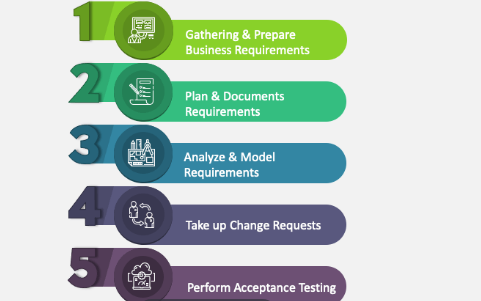 1
Gathering & Prepare
Business Requirements
2
Plan & Documents
Requirements
3
Analyze & Model
Requirements
4
Take up Change Requests
5
Perform Acceptance Testing